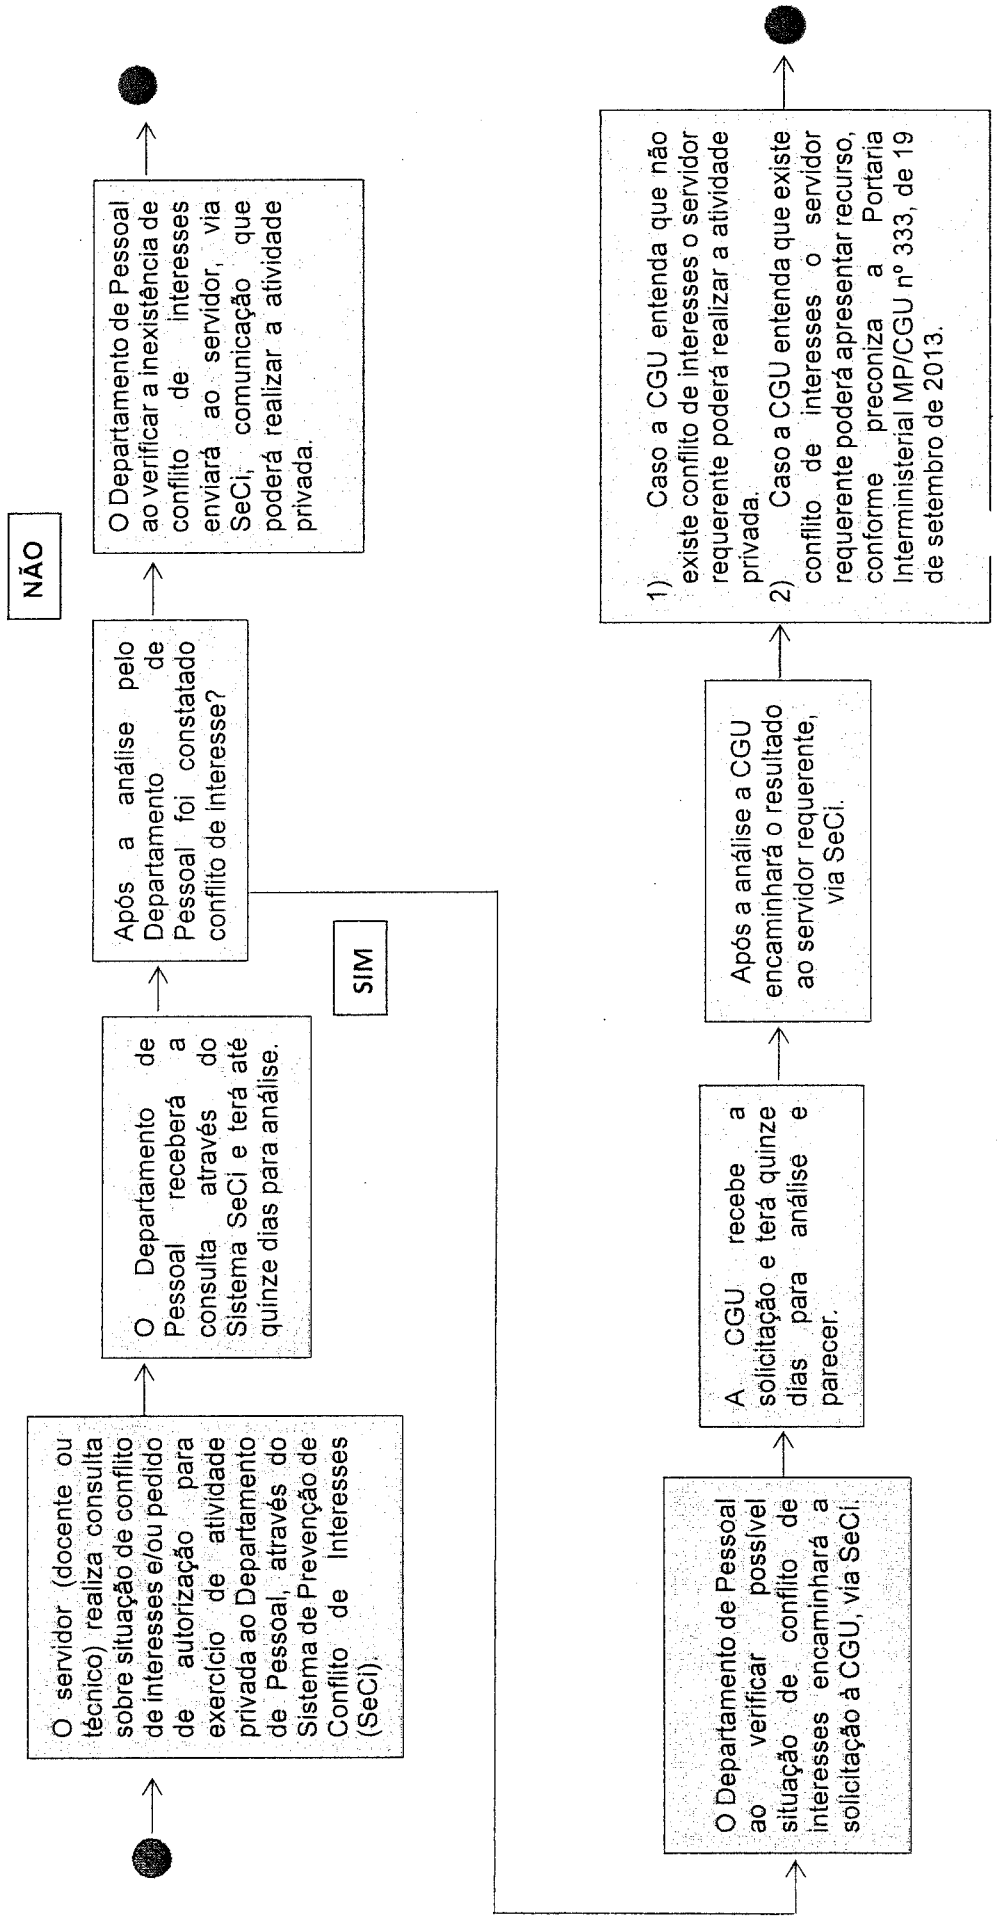 O servidor (docente ou
técnico) realiza consulta
sobre situação de conflito
de interesses e/ou pedido
de autorização para
exercício de atividade
privada ao Departamento
de Pessoal, através do
Sistema de Prevenção de
Conflito de Interesses
(SeCi).
O Departamento de
Pessoal receberá a
consulta através do
Sistema SeCi e terá até
quinze dias para análise.
Após a análise pelo
Departamento de
Pessoal foi constatado
conflito de interesse?
NÃO
O Departamento de Pessoal
ao verificar a inexistência de
conflito de interesses
enviará ao servidor, via
SeCi, comunicação que
poderá realizar a atividade
privada.
SIM
O Departamento de Pessoal
ao verificar possível
situação de conflito de
interesses encaminhará a
solicitação à CGU, via SeCi.
A CGU recebe a
solicitação e terá quinze
dias para análise e
parecer.
Após a análise a CGU
encaminhará o resultado
ao servidor requerente,
via SeCi.
1) Caso a CGU entenda que não
existe conflito de interesses o servidor
requerente poderá realizar a atividade
privada.
2) Caso a CGU entenda que existe
conflito de interesses o servidor
requerente poderá apresentar recurso,
conforme preconiza a Portaria
Interministerial MP/CGU nº 333, de 19
de setembro de 2013.